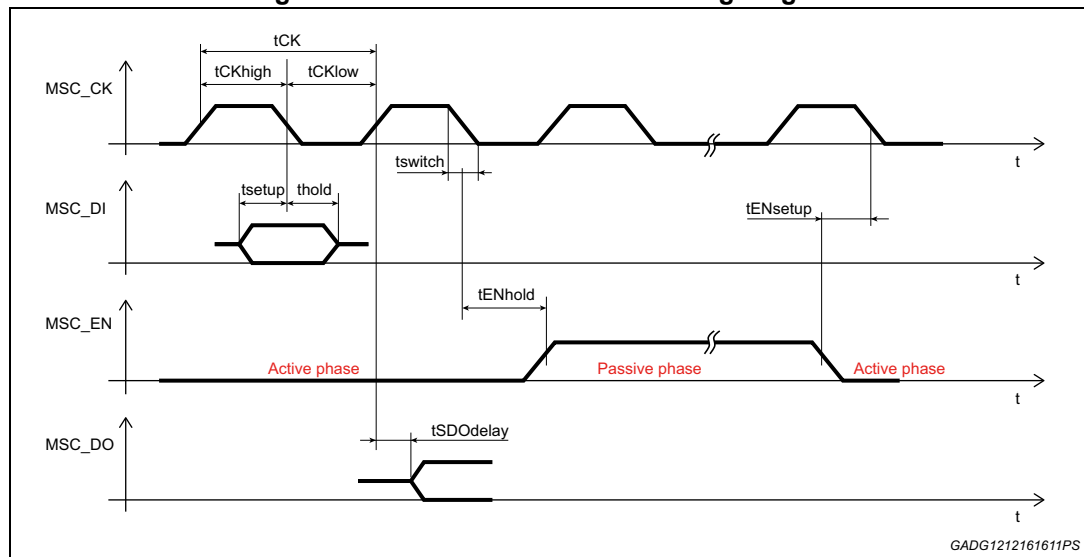 tCK
tCKhigh
tCKlow
MSC_CK
t
tswitch
tsetup
thold
MSC_DI
tENsetup
t
tENhold
MSC_EN
Active phase
Passive phase
Active phase
t
tSDOdelay
MSC_DO
t
GADG1212161611PS